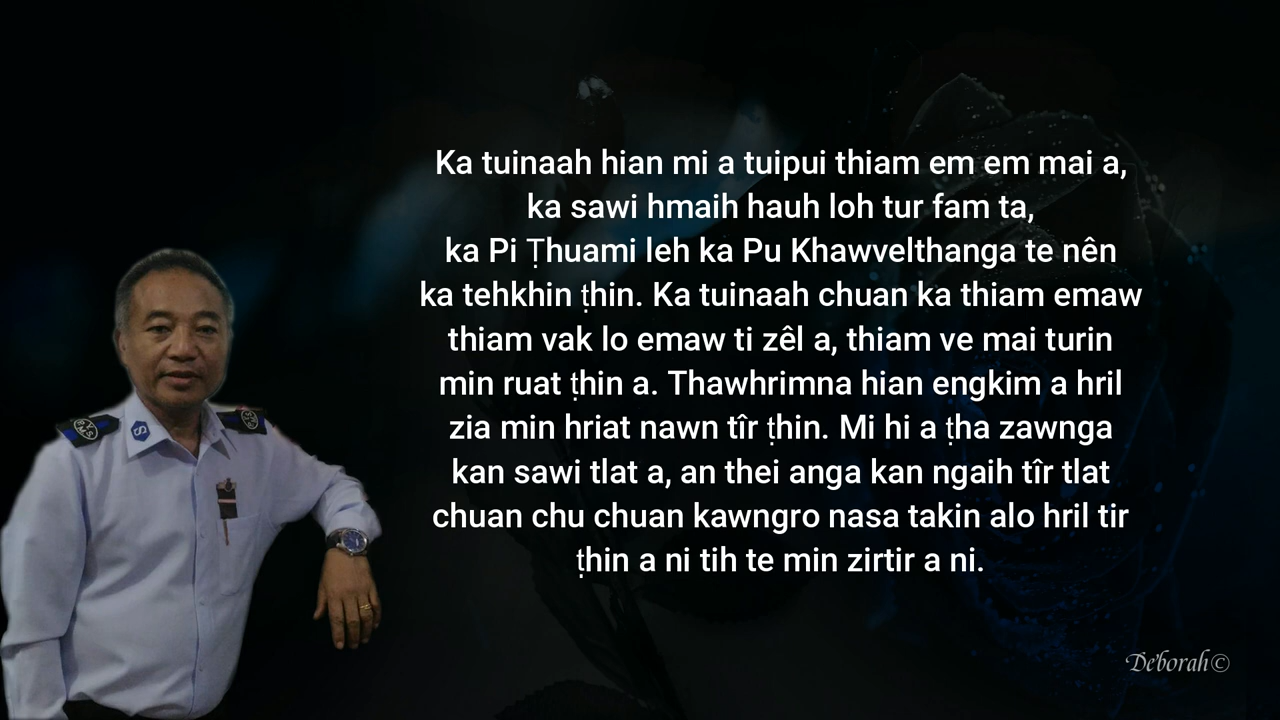 Ka tuinaah hian mi a tuipui thiam em em mai a,
ka sawi hmaih hauh loh tur fam ta,
ka Pi Ṭhuami leh ka Pu Khawvelthanga te nên
ka tehkhin ṭhin. Ka tuinaah chuan ka thiam emaw
thiam vak lo emaw ti zêl a, thiam ve mai turin
min ruat ṭhin a. Thawhrimna hian engkim a hril
zia min hriat nawn tîr ṭhin. Mi hi a ṭha zawnga
kan sawi tlat a, an thei anga kan ngaih tîr tlat
chuan chu chuan kawngro nasa takin alo hril tir
ṭhin a ni tih te min zirtir a ni.
S
Deborah©